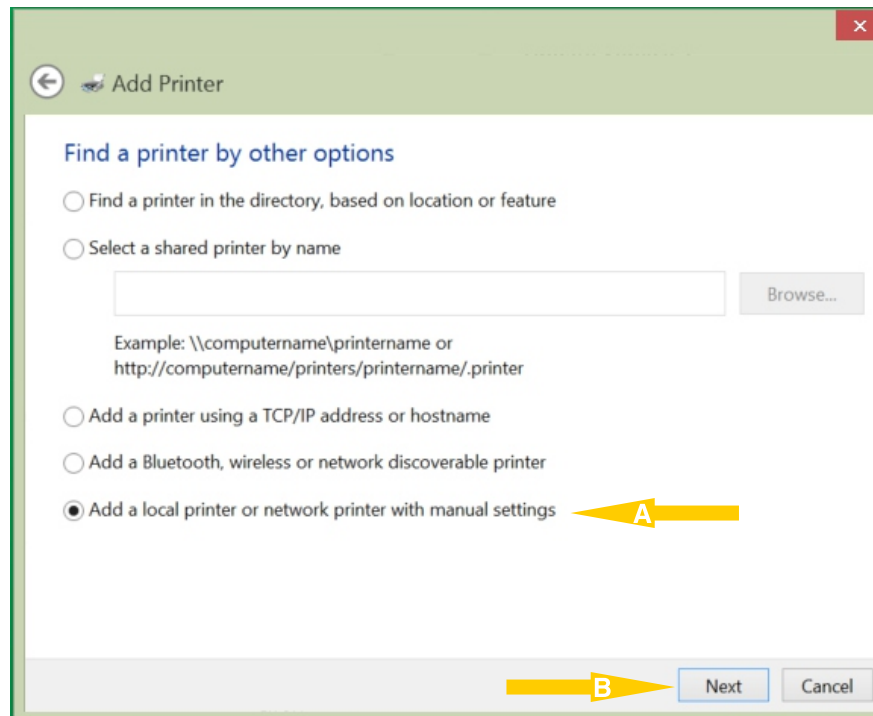 Add Printer
Find a printer by other options
Find a printer in the directory, based on location or feature
Select a shared printer by name
Browse...
Example: \\computername\printername or
http://computername/printers/printername/.printer
Add a printer using a TCP/IP address or hostname
Add a Bluetooth, wireless or network discoverable printer
Add a local printer or network printer with manual settings A
B Next Cancel